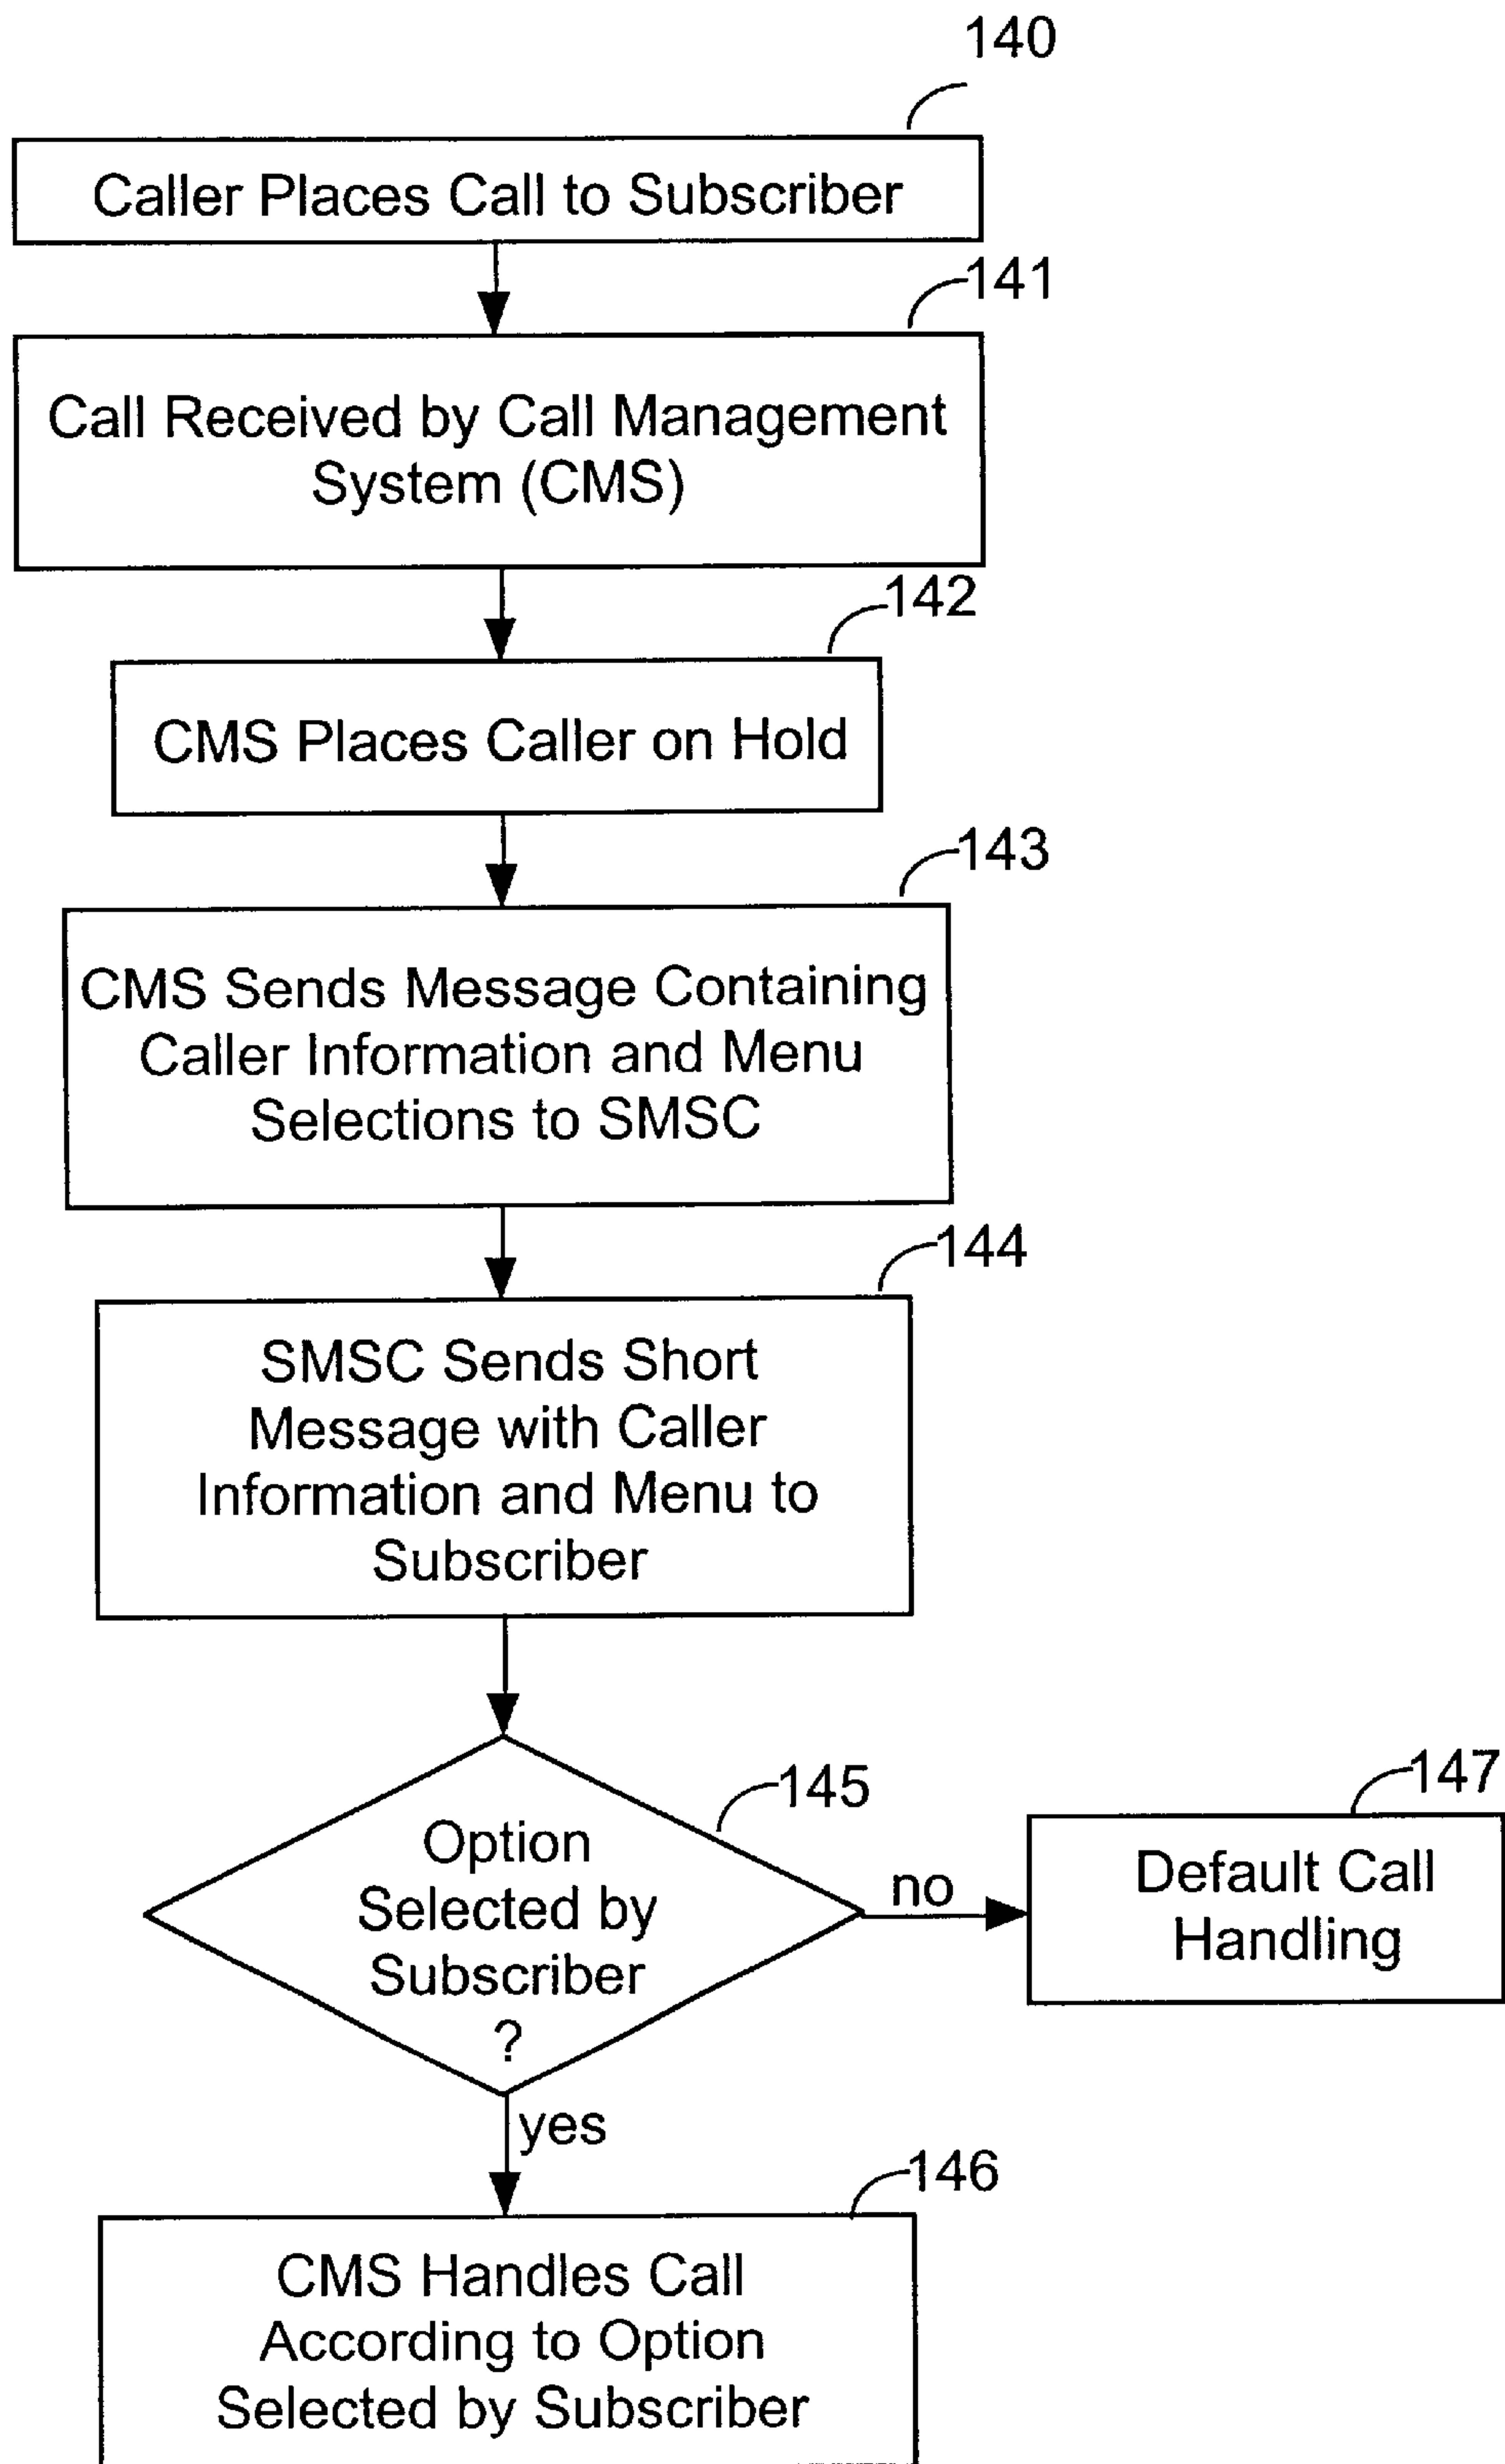 140
Caller Places Call to Subscriber
141
Call Received by Call Management
System (CMS)
142
CMS Places Caller on Hold
143
CMS Sends Message Containing
Caller Information and Menu
Selections to SMSC
144
SMSC Sends Short
Message with Caller
Information and Menu to
Subscriber
145
Option
Selected by
Subscriber
?
no
147
Default Call
Handling
yes
146
CMS Handles Call
According to Option
Selected by Subscriber